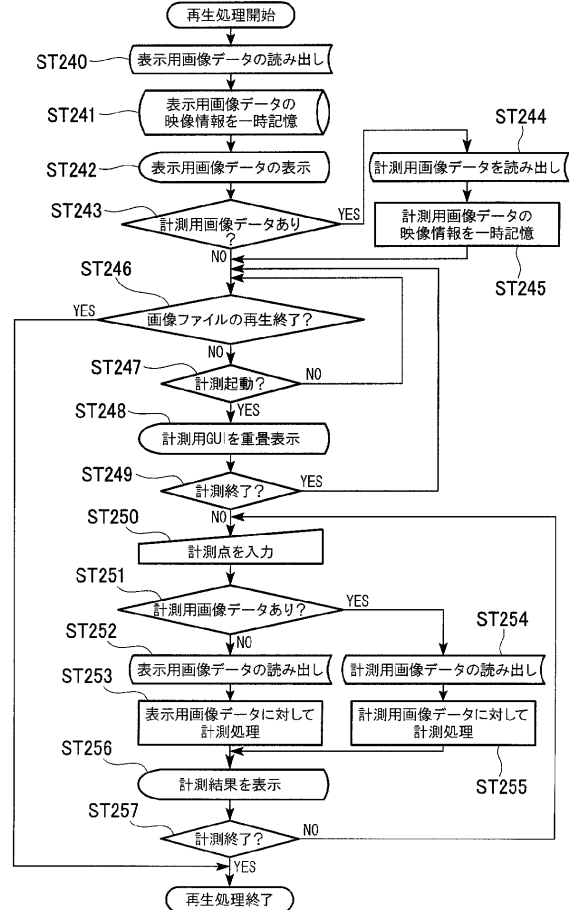 再生処理開始
ST240
表示用画像データの読み出し
ST241
表示用画像データの
映像情報を一時記憶
ST242
表示用画像データの表示
ST243
計測用画像データあり
?
YES
NO
ST244
計測用画像データを読み出し
計測用画像データの
映像情報を一時記憶
ST245
ST246
YES
画像ファイルの再生終了?
NO
ST247
計測起動?
NO
YES
ST248
計測用GUIを重畳表示
ST249
計測終了?
YES
NO
ST250
計測点を入力
ST251
計測用画像データあり?
YES
NO
ST252
表示用画像データの読み出し
ST254
計測用画像データの読み出し
ST253
表示用画像データに対して
計測処理
計測用画像データに対して
計測処理
ST255
ST256
計測結果を表示
ST257
計測終了?
NO
YES
再生処理終了